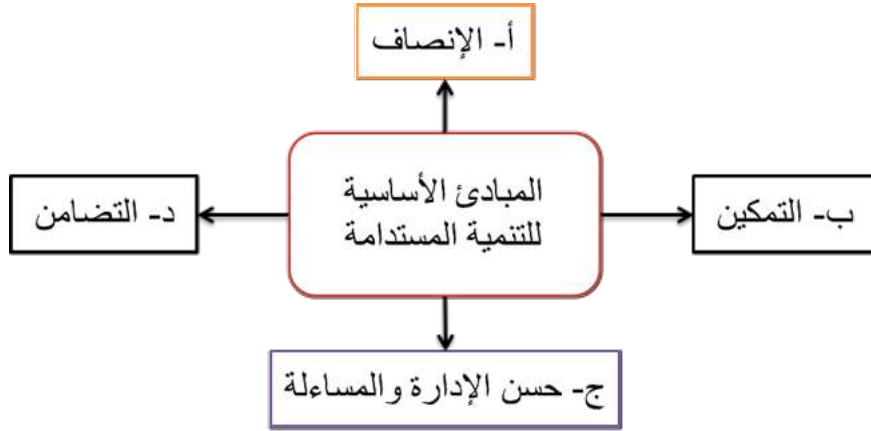 أ- الإنصاف
المبادئ الأساسية
للتنمية المستدامة
ب- التمكين
د- التضامن
ج- حسن الإدارة والمساءلة